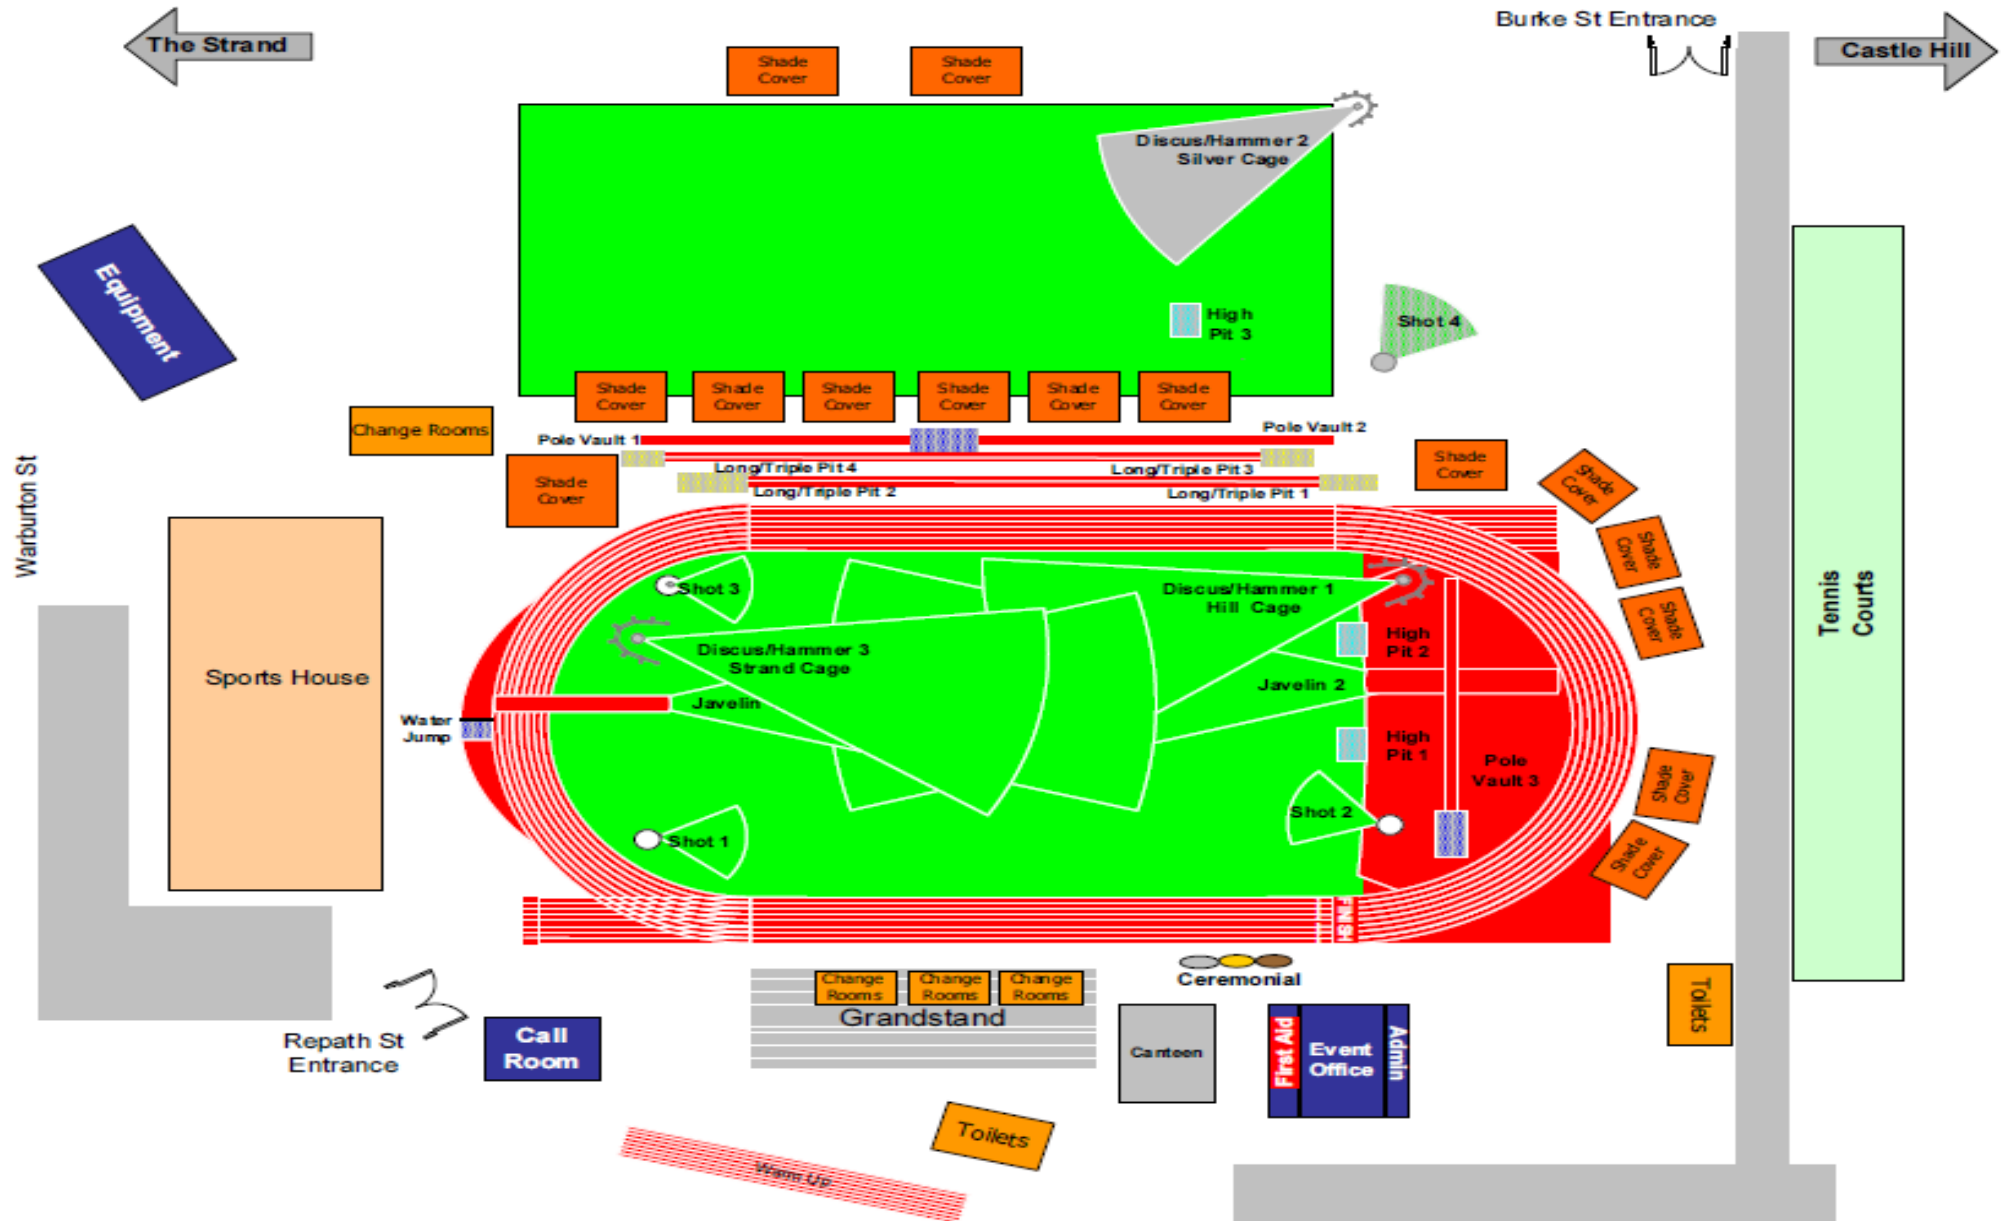 Burke St Entrance
The Strand
Castle Hill
Shade
Cover
Shade
Cover
Discus/Hammer 2
Silver Cage
Equipment
High
Pit 3
Shot 4
Shade
Cover
Shade
Cover
Shade
Cover
Shade
Cover
Shade
Cover
Shade
Cover
Change Rooms
Pole Vault 1
Pole Vault 2
Long/Triple Pit 4
Long/Triple Pit 3
Long/Triple Pit 2
Long/Triple Pit 1
Shade
Cover
Shade
Cover
Shade
Cover
Shade
Cover
Shade
Cover
Warburton St
Sports House
Shot 3
Discus/Hammer 1
Hill Cage
Discus/Hammer 3
Strand Cage
High
Pit 2
Javelin 2
Javelin
Water
Jump
High
Pit 1
Pole
Vault 3
Shot 2
Shot 1
Shade
Cover
Shade
Cover
Tennis
Courts
FINISH
Ceremonial
Change
Rooms
Change
Rooms
Change
Rooms
Grandstand
Toilets
Repath St
Entrance
Call
Room
Canteen
First Aid
Event
Office
Admin
Toilets
Warm Up